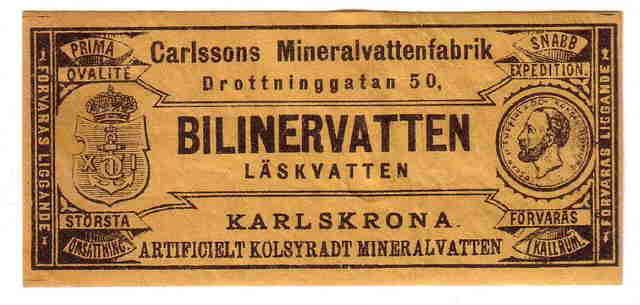 PRIMA
QVALITÉ
Carlssons Mineralvattenfabrik
SNABB
EXPEDITION.
Drottninggatan 50,
FÖRVARAS LIGGANDE
BILINERVATTEN
LÄSKVATTEN
FÖRVARAS LIGGANDE
STÖRSTA
OMSÄTTNING.
KARLSKRONA.
FÖRVARAS
I KALLRUM.
ARTIFICIELT KOLSYRADT MINERALVATTEN